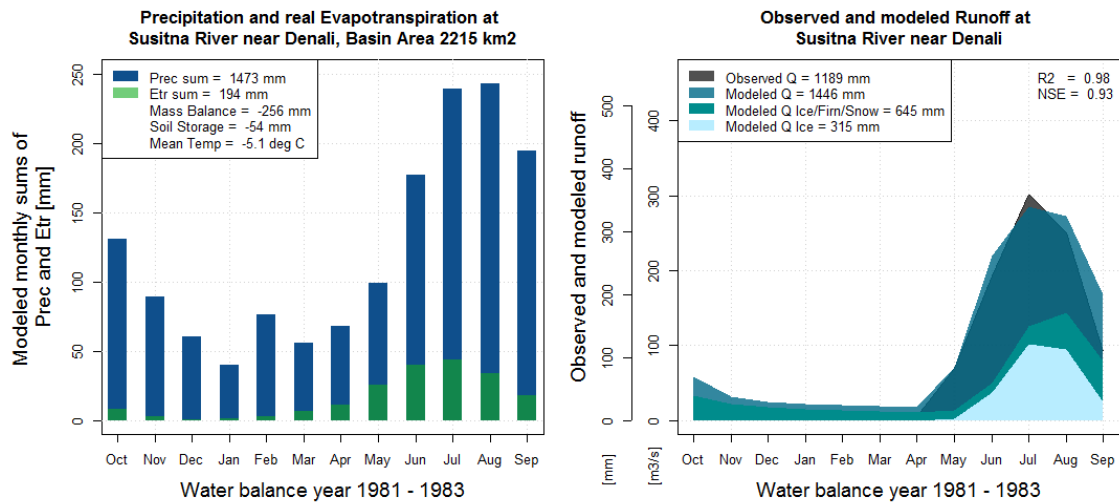 Precipitation and real Evapotranspiration at
Susitna River near Denali, Basin Area 2215 km2
Prec sum = 1473 mm
Etr sum = 194 mm
Mass Balance = -256 mm
Soil Storage = -54 mm
Mean Temp = -5.1 deg C
Modeled monthly sums of
Prec and Etr [mm]
250
200
150
100
50
0
Oct Nov Dec Jan Feb Mar Apr May Jun Jul Aug Sep
Water balance year 1981 - 1983
Observed and modeled Runoff at
Susitna River near Denali
Observed Q = 1189 mm
Modeled Q = 1446 mm
Modeled Q Ice/Firn/Snow = 645 mm
Modeled Q Ice = 315 mm
R2 = 0.98
NSE = 0.93
Observed and modeled runoff
500
400
300
200
100
0
[mm]
400
300
200
100
0
[m3/s]
Oct Nov Dec Jan Feb Mar Apr May Jun Jul Aug Sep
Water balance year 1981 - 1983